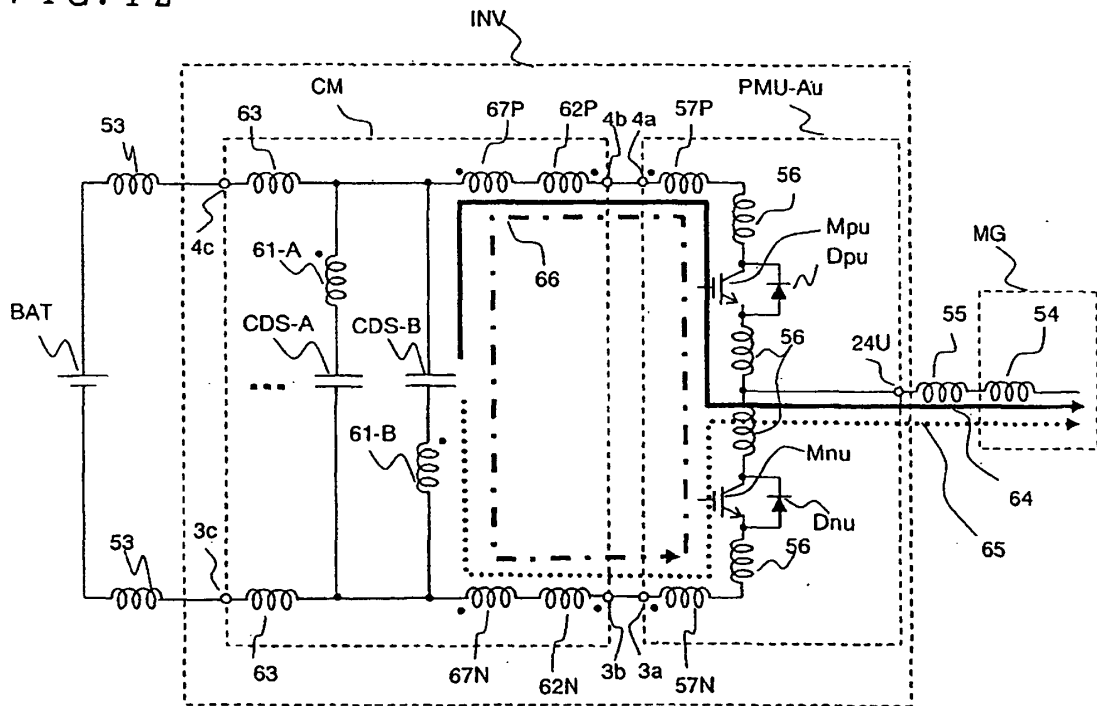 FIG. 12
INV
CM
PMU-Au
53
63
67P
62P
4b
4a
57P
4c
56
Mpu
Dpu
MG
61-A
66
BAT
CDS-A
CDS-B
56
24U
55
54
61-B
Mnu
64
Dnu
65
53
3c
56
63
67N
62N
3b
3a
57N